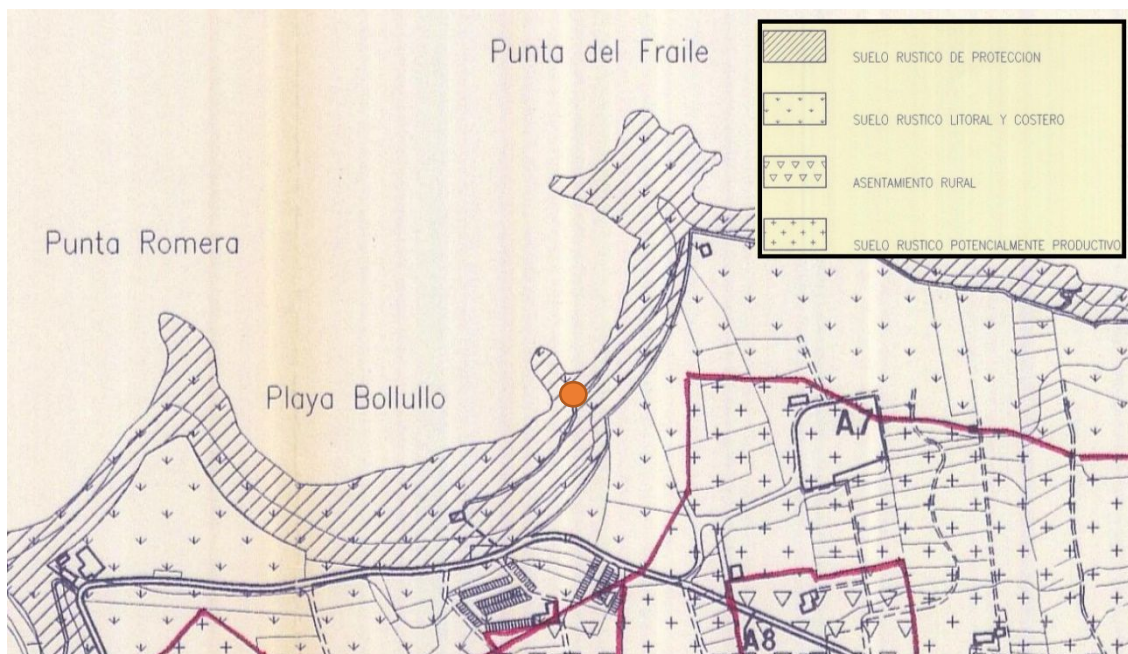 Punta del Fraile
SUELO RUSTICO DE PROTECCION
SUELO RUSTICO LITORAL Y COSTERO
ASENTAMIENTO RURAL
SUELO RUSTICO POTENCIALMENTE PRODUCTIVO
Punta Romera
Playa Bollullo
A7
A8